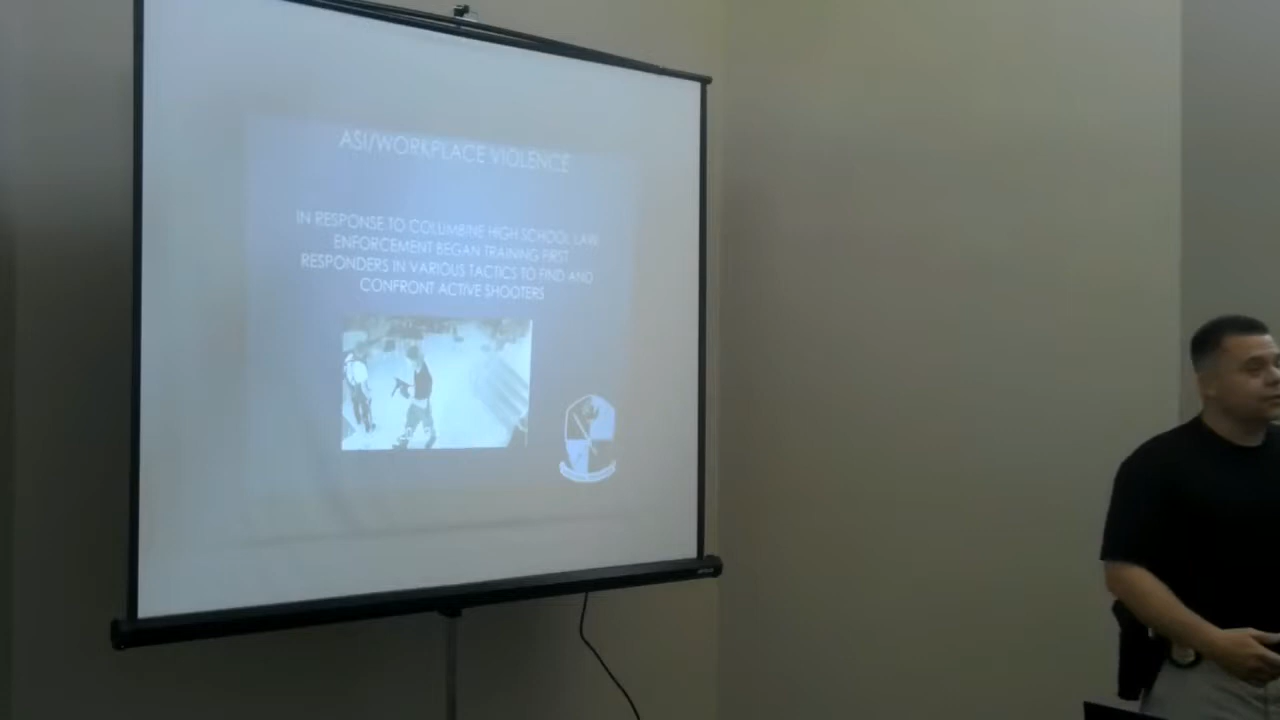 ASI/WORKPLACE VIOLENCE
IN RESPONSE TO COLUMBINE HIGH SCHOOL LAW
ENFORCEMENT BEGAN TRAINING FIRST
RESPONDERS IN VARIOUS TACTICS TO FIND AND
CONFRONT ACTIVE SHOOTERS